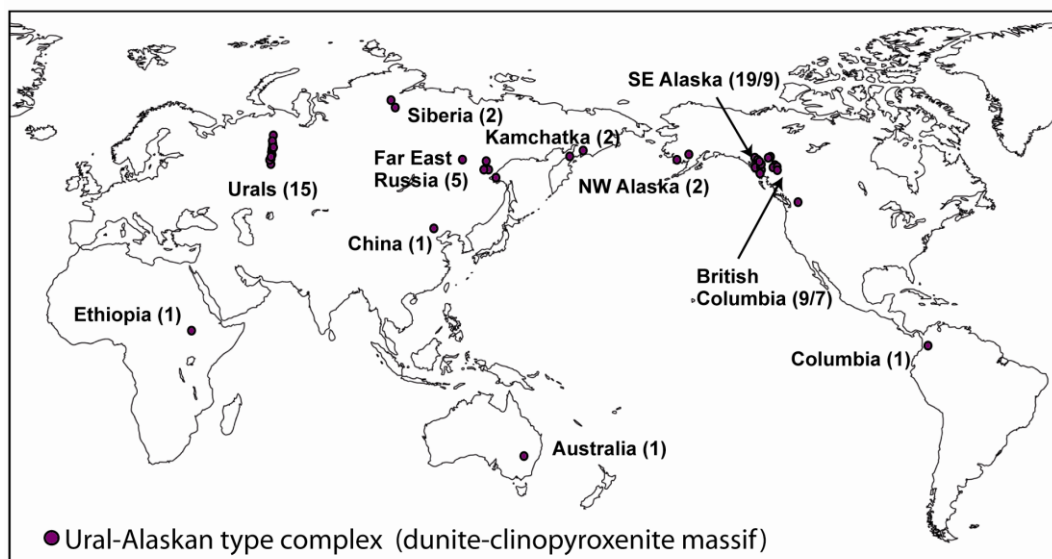 SE Alaska (19/9)
Siberia (2)
Kamchatka (2)
Far East
Russia (5)
NW Alaska (2)
Urals (15)
China (1)
British
Columbia (9/7)
Ethiopia (1)
Columbia (1)
Australia (1)
Ural-Alaskan type complex (dunite-clinopyroxenite massif)